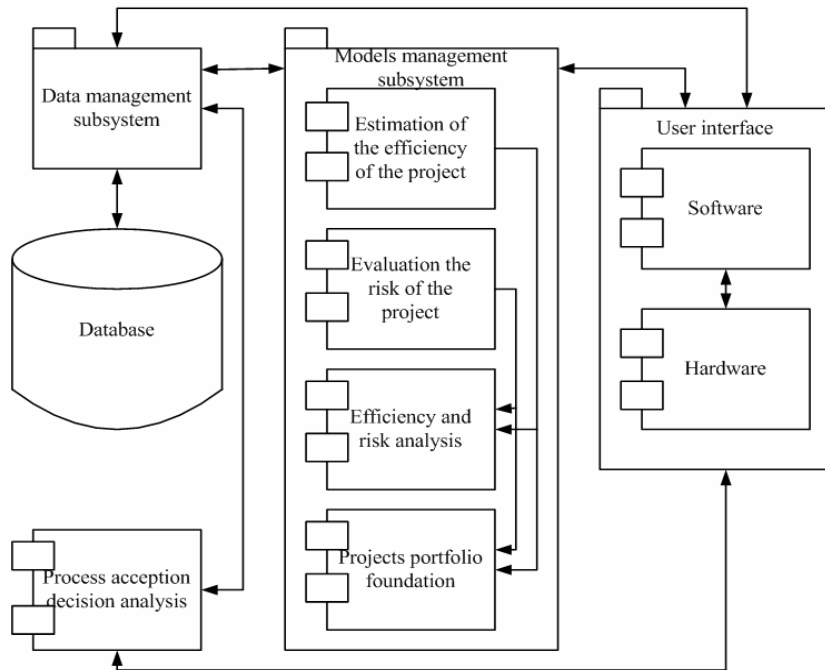 Data management
subsystem
Models management
subsystem
Estimation of
the efficiency
of the project
Evaluation the
risk of the
project
Efficiency and
risk analysis
Projects portfolio
foundation
User interface
Software
Hardware
Database
Process acception
decision analysis